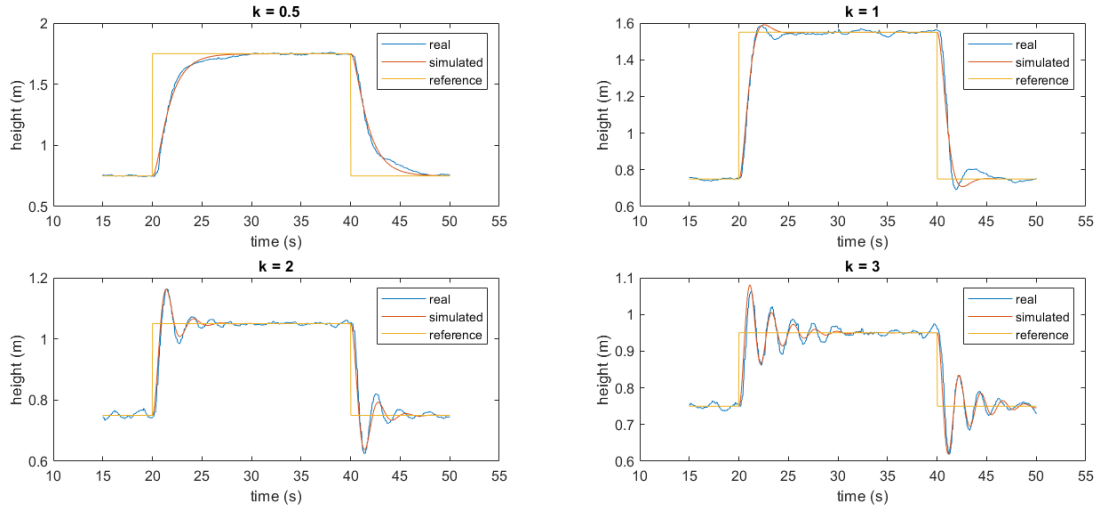 k = 0.5
2
1.5
1
0.5
height (m)
10 15 20 25 30 35 40 45 50 55
time (s)
real
simulated
reference
k = 1
1.6
1.4
1.2
1
0.8
0.6
height (m)
10 15 20 25 30 35 40 45 50 55
time (s)
real
simulated
reference
k = 2
1.2
1
0.8
0.6
height (m)
10 15 20 25 30 35 40 45 50 55
time (s)
real
simulated
reference
k = 3
1.1
1
0.9
0.8
0.7
0.6
height (m)
10 15 20 25 30 35 40 45 50 55
time (s)
real
simulated
reference